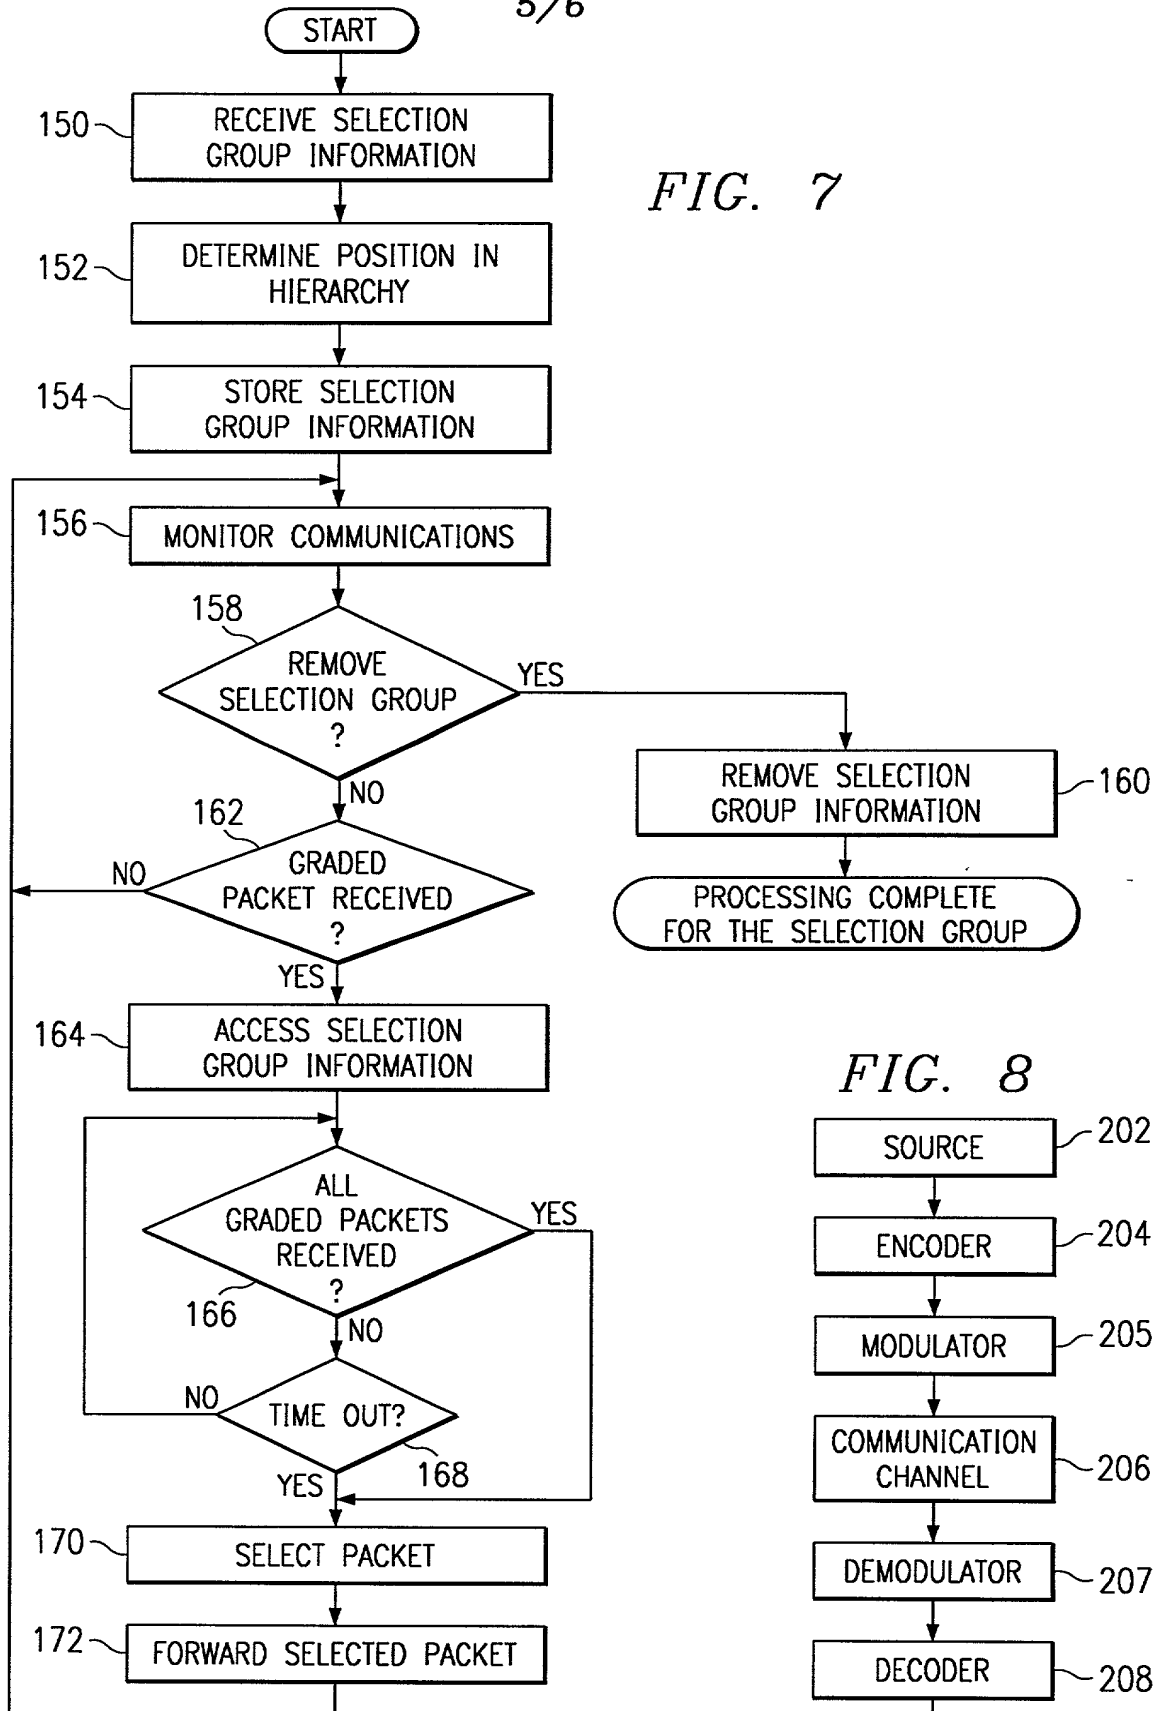 5/6
START
150
RECEIVE SELECTION
GROUP INFORMATION
FIG. 7
152
DETERMINE POSITION IN
HIERARCHY
154
STORE SELECTION
GROUP INFORMATION
156
MONITOR COMMUNICATIONS
158
REMOVE
SELECTION GROUP
?
YES
NO
REMOVE SELECTION
GROUP INFORMATION
160
PROCESSING COMPLETE
FOR THE SELECTION GROUP
162
GRADED
PACKET RECEIVED
?
NO
YES
164
ACCESS SELECTION
GROUP INFORMATION
ALL
GRADED PACKETS
RECEIVED
?
YES
166
NO
TIME OUT?
NO
168
YES
170
SELECT PACKET
172
FORWARD SELECTED PACKET
FIG. 8
SOURCE
202
ENCODER
204
MODULATOR
205
COMMUNICATION
CHANNEL
206
DEMODULATOR
207
DECODER
208